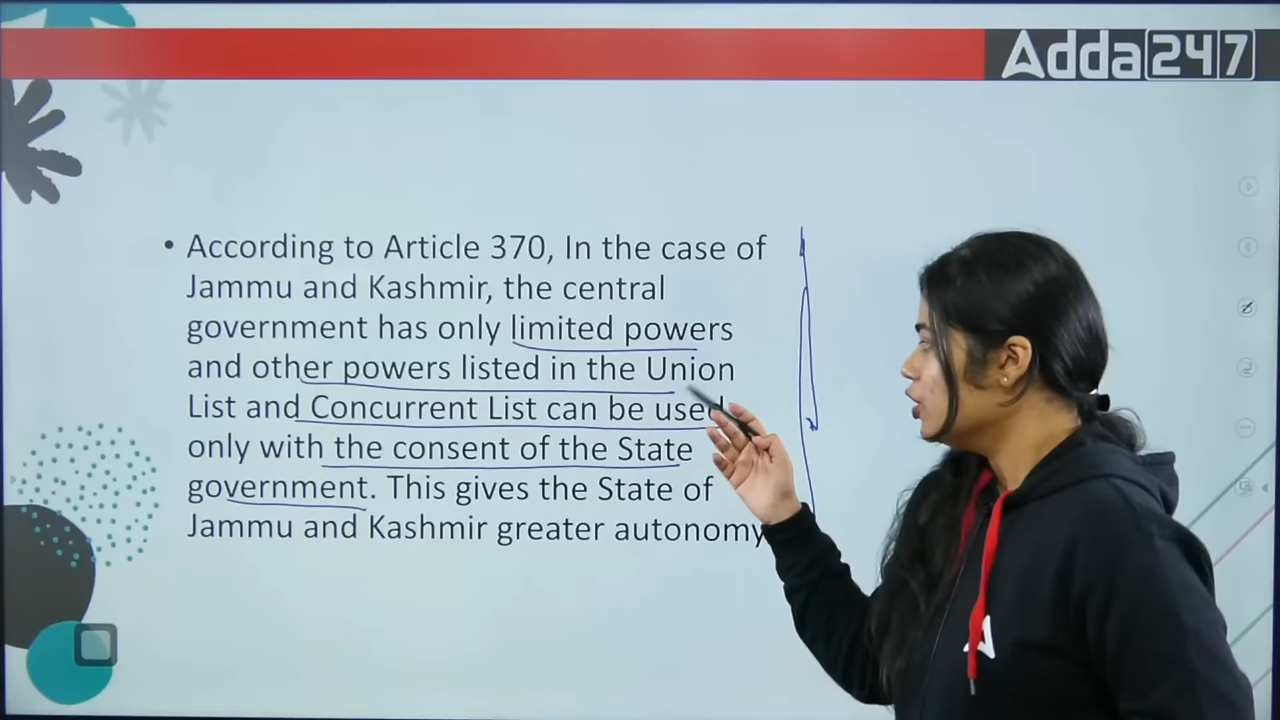 Adda247
• According to Article 370, In the case of
Jammu and Kashmir, the central
government has only limited powers
and other powers listed in the Union
List and Concurrent List can be used
only with the consent of the State
government. This gives the State of
Jammu and Kashmir greater autonomy